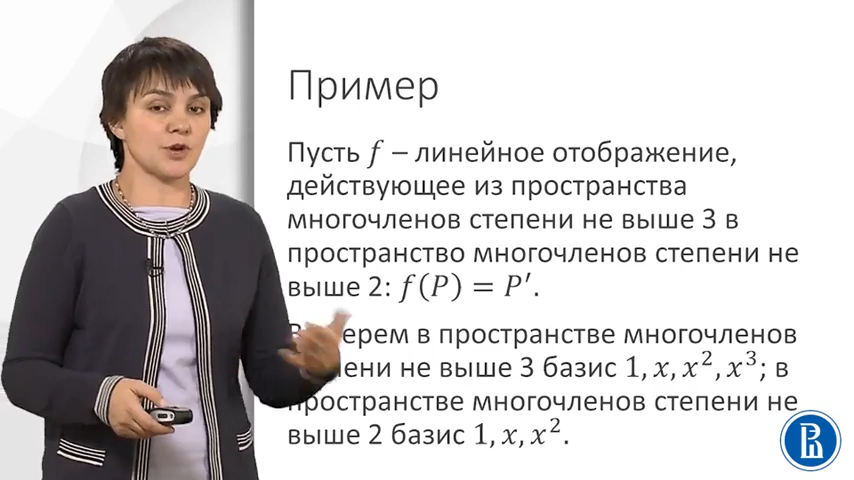 Пример
Пусть f – линейное отображение,
действующее из пространства
многочленов степени не выше 3 в
пространство многочленов степени не
выше 2: f(P) = P′.
в пространстве многочленов
не выше 3 базис 1, x, x², x³; в
пространстве многочленов степени не
выше 2 базис 1, x, x².